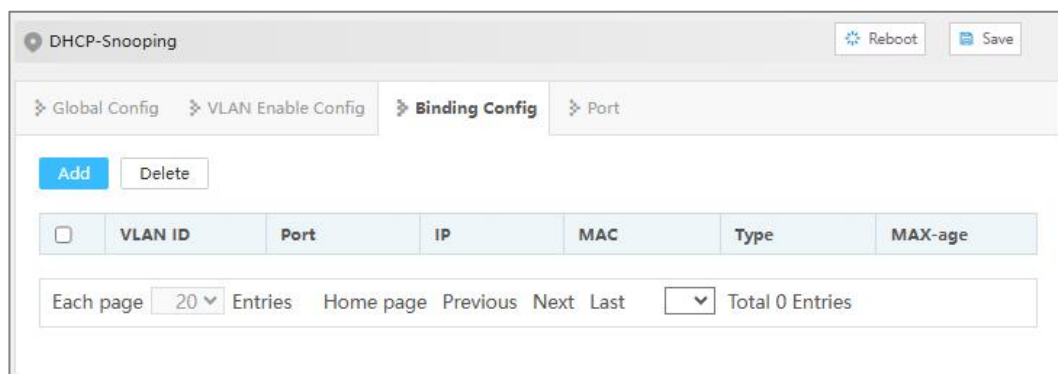 DHCP-Snooping Reboot Save
Global Config VLAN Enable Config Binding Config Port
Add Delete
VLAN ID Port IP MAC Type MAX-age
Each page 20 Entries Home page Previous Next Last Total 0 Entries